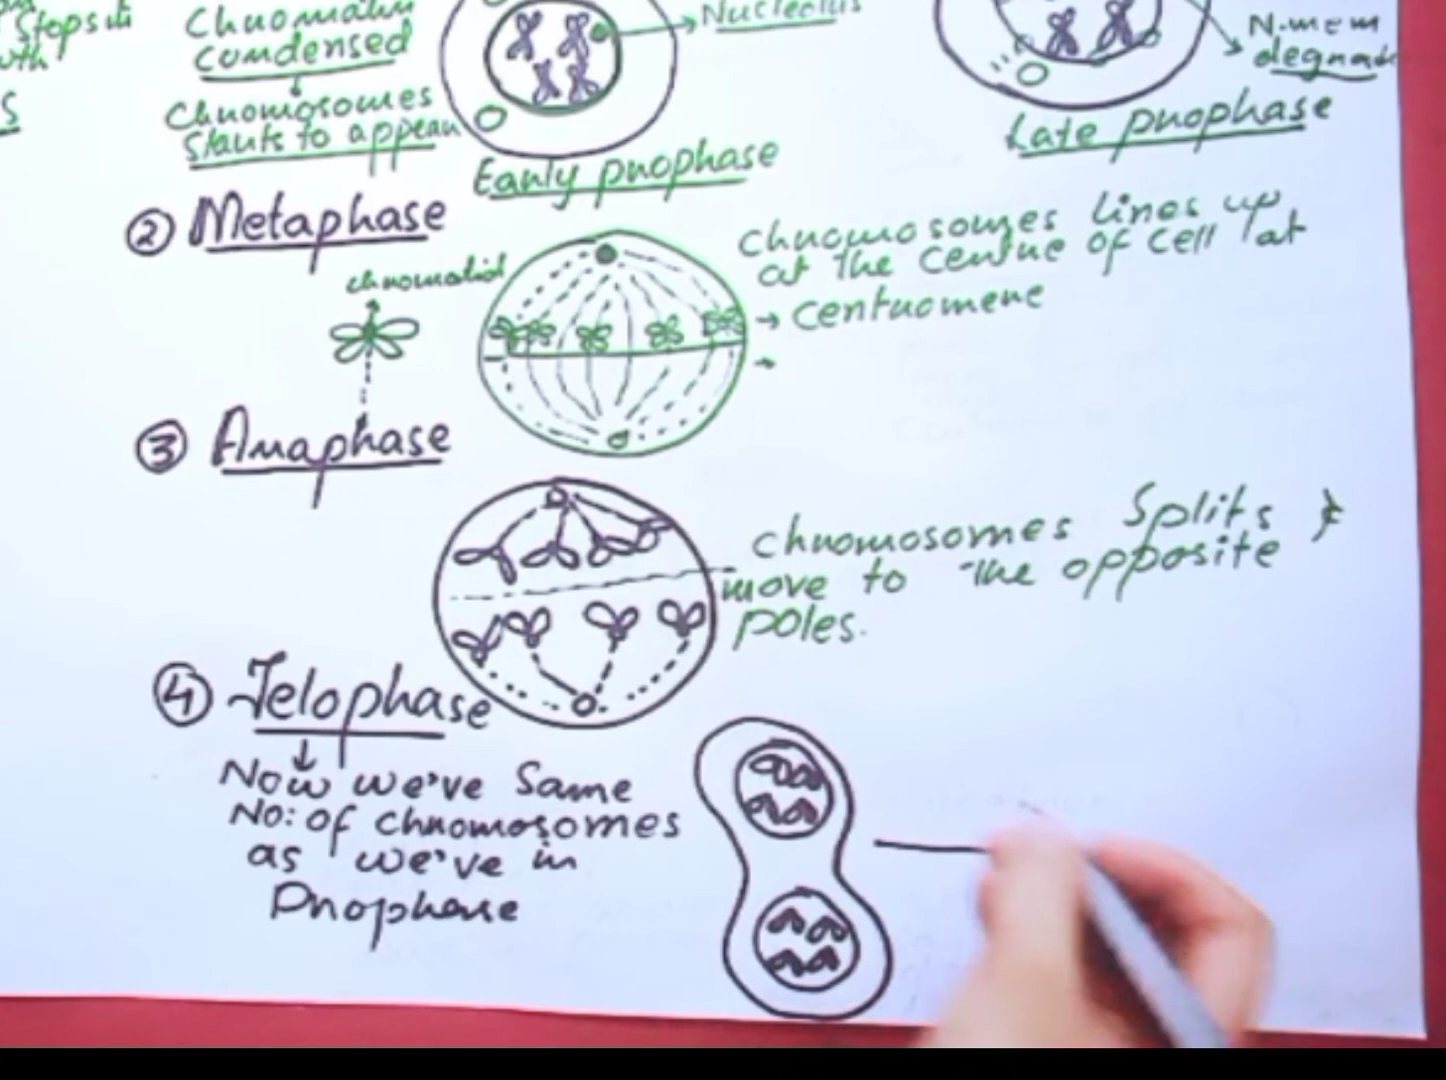 Steps in
Chromatin
condensed
Chromosomes
starts to appear
Nucleolus
Early prophase
N.mem
Late prophase
② Metaphase
chromatid
chromosomes lines up
at the centre of cell at
→ centromere
→
③ Anaphase
chromosomes splits &
move to the opposite
poles.
④ Telophase
Now we've Same
No: of chromosomes
as we've in
Prophase